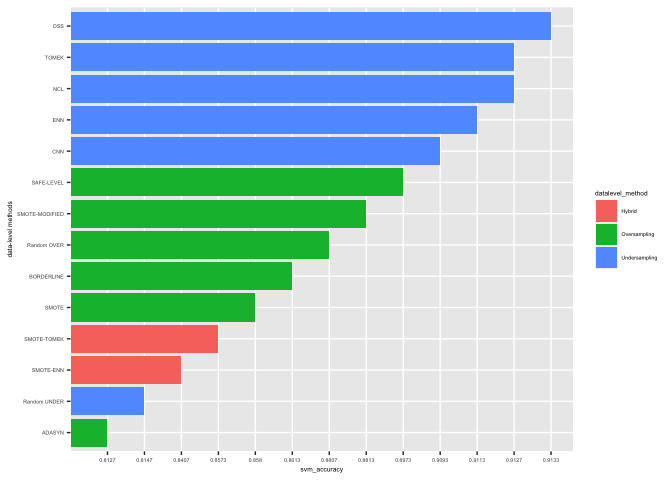 OSS
TOMEK
NCL
ENN
CNN
SAFE-LEVEL
SMOTE-MODIFIED
Random OVER
BORDERLINE
SMOTE
SMOTE-TOMEK
SMOTE-ENN
Random UNDER
ADASYN
data-level methods
0.8127 0.8147 0.8467 0.8573 0.858 0.8613 0.8807 0.8813 0.8973 0.9093 0.9113 0.9127 0.9133
svm_accuracy
datalevel_method
Hybrid
Oversampling
Undersampling